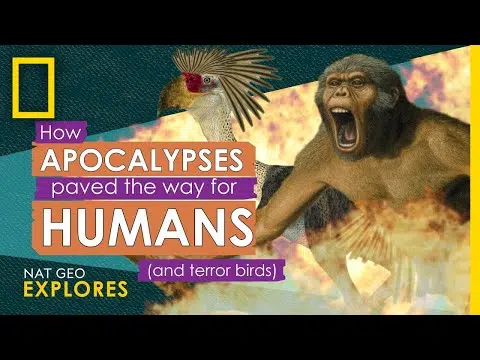 How
APOCALYPSES
paved the way for
HUMANS
(and terror birds)
NAT GEO
EXPLORES